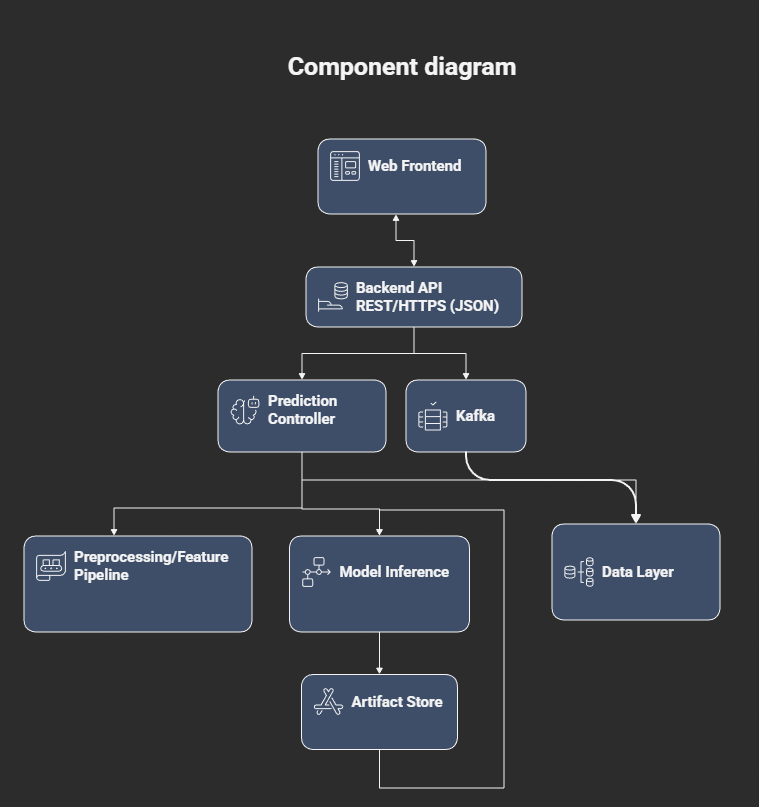 Component diagram
Web Frontend
Backend API
REST/HTTPS (JSON)
Prediction
Controller
Kafka
Preprocessing/Feature
Pipeline
Model Inference
Data Layer
Artifact Store